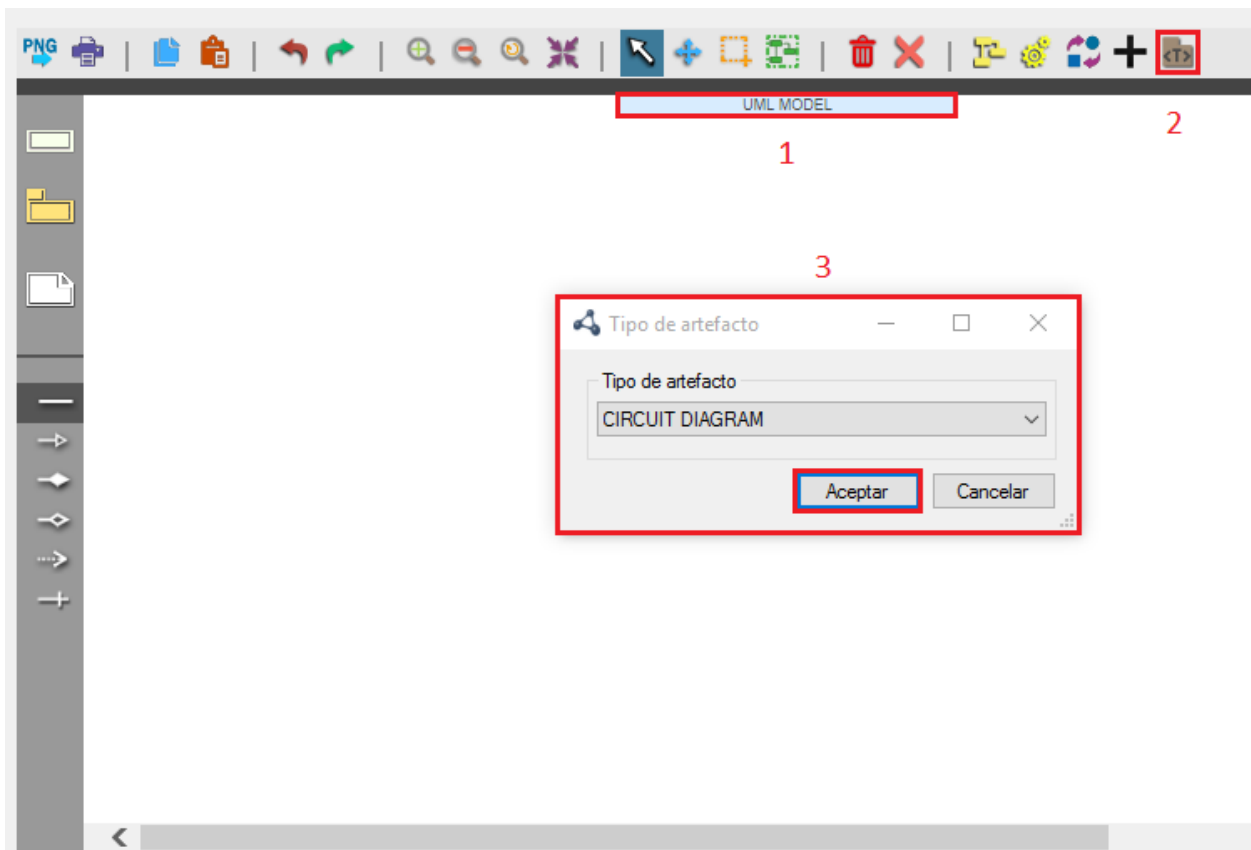 PNG
<T>
UML MODEL
2
1
3
Tipo de artefacto
Tipo de artefacto
CIRCUIT DIAGRAM
Aceptar
Cancelar